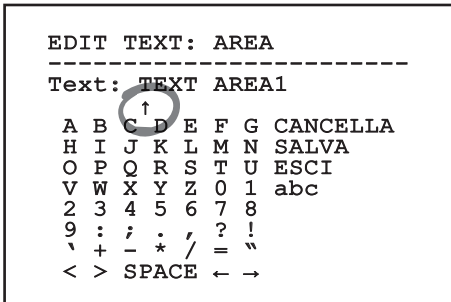 EDIT TEXT: AREA
--------------------------
Text: TEXT AREA1
↑
A B C D E F G CANCELLA
H I J K L M N SALVA
O P Q R S T U ESCI
V W X Y Z 0 1 abc
2 3 4 5 6 7 8
9 : ; . , ? !
‵ + - * / = ‶
< > SPACE ← →